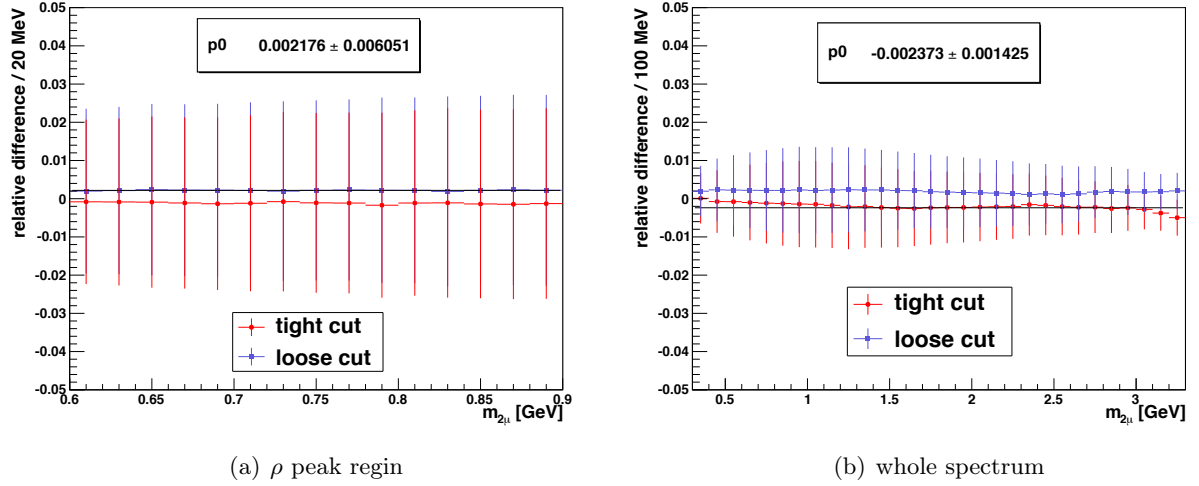 relative difference / 20 MeV
0.05
0.04
0.03
0.02
0.01
0
-0.01
-0.02
-0.03
-0.04
-0.05
p0 0.002176 ± 0.006051
tight cut
loose cut
0.6 0.65 0.7 0.75 0.8 0.85 0.9
m2μ [GeV]
(a) ρ peak regin
relative difference / 100 MeV
0.05
0.04
0.03
0.02
0.01
0
-0.01
-0.02
-0.03
-0.04
-0.05
p0 -0.002373 ± 0.001425
tight cut
loose cut
0.5 1 1.5 2 2.5 3
m2μ [GeV]
(b) whole spectrum